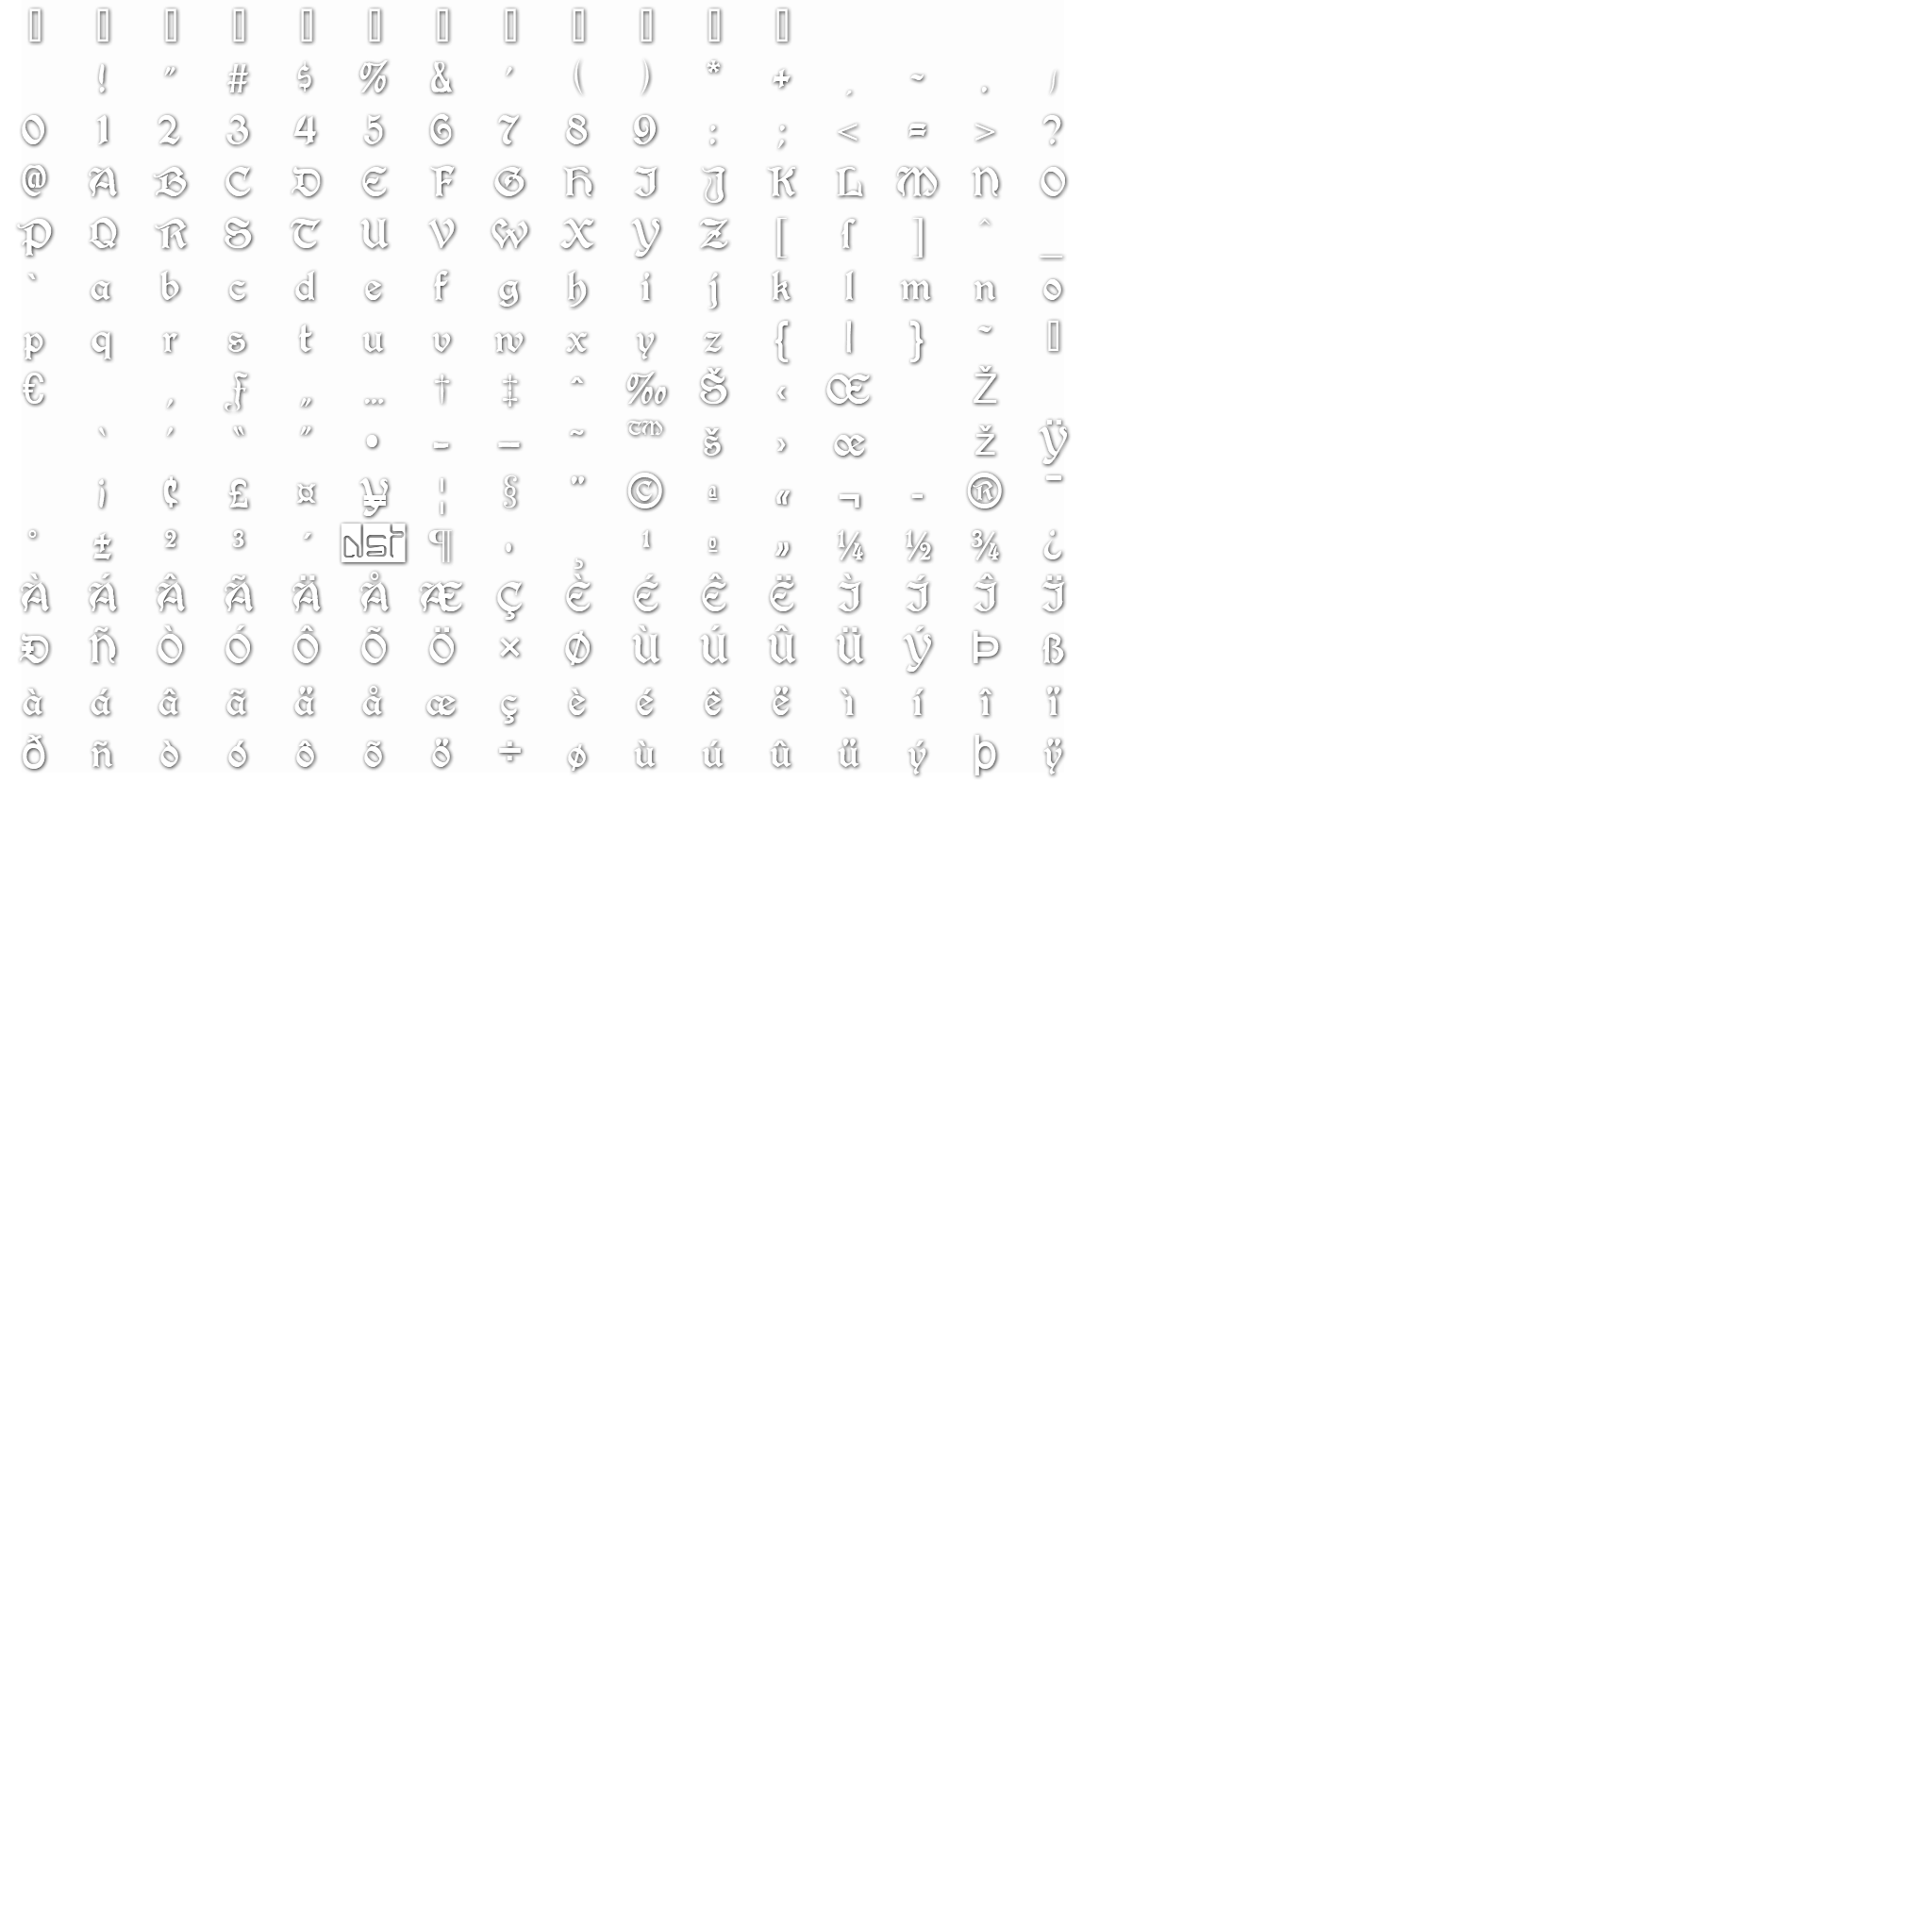 ! " # $ % & ' ( ) * + , ~ . /
0 1 2 3 4 5 6 7 8 9 : ; < = > ?
@ A B C D E F G H I J K L M N O
P Q R S T U V W X Y Z [ ſ ] ^ _
` a b c d e f g h i j k l m n o
p q r s t u v w x y z { | } ~
€ ‚ ƒ „ … † ‡ ˆ ‰ Š ‹ Œ Ž
‘ ’ “ ” • – — ˜ ™ š › œ ž Ÿ
¡ ¢ £ ¤ ¥ ¦ § ¨ © ª « ¬ - ® ¯
° ± ² ³ ´ DSF ¶ · ¸ ¹ º » ¼ ½ ¾ ¿
À Á Â Ã Ä Å Æ Ç È É Ê Ë Ì Í Î Ï
Ð Ñ Ò Ó Ô Õ Ö × Ø Ù Ú Û Ü Ý Þ ß
à á â ã ä å æ ç è é ê ë ì í î ï
ð ñ ò ó ô õ ö ÷ ø ù ú û ü ý þ ÿ